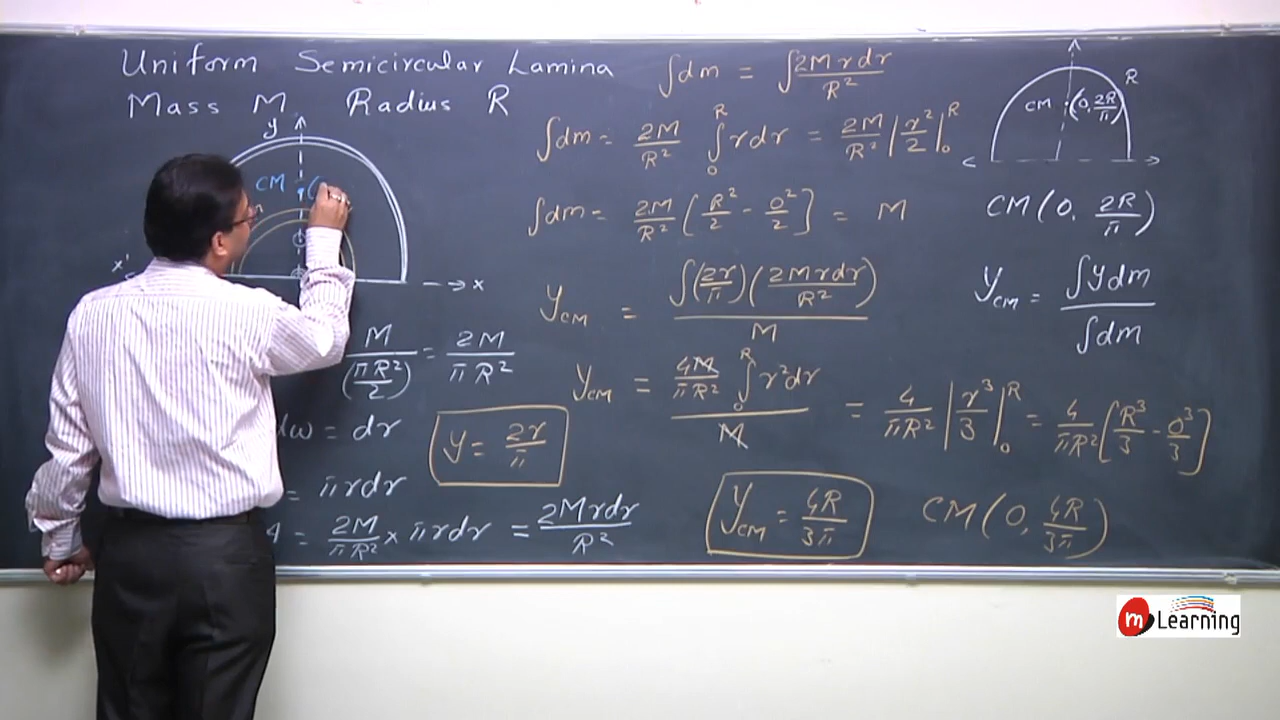 Uniform Semicircular Lamina
Mass M, Radius R
y
CM (
x'
x
M/(πR²/2) = 2M/πR²
dω = dr
= πrdr
= 2M/πR² × πrdr = 2Mrdr/R²
y = 2r/π
∫dm = ∫2Mrdr/R²
∫dm = 2M/R² ∫₀ᴿ rdr = 2M/R² |r²/2|₀ᴿ
∫dm = 2M/R² [R²/2 - 0²/2] = M
Y_CM = ∫(2r/π)(2Mrdr/R²) / M
Y_CM = 4M/πR² ∫₀ᴿ r²dr / M = 4/πR² |r³/3|₀ᴿ = 4/πR² [R³/3 - 0³/3]
Y_CM = 4R/3π
CM(0, 4R/3π)
R
CM (0, 2R/π)
CM(0, 2R/π)
Y_CM = ∫ydm / ∫dm
m Learning